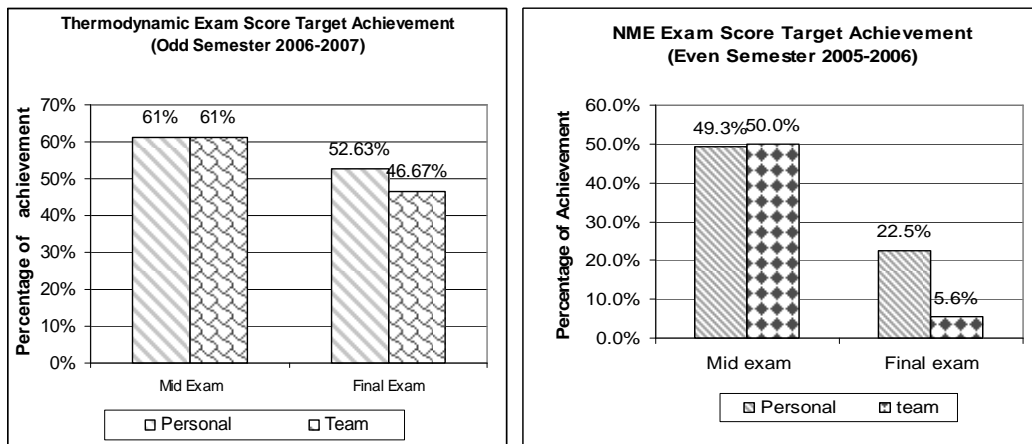 Thermodynamic Exam Score Target Achievement
(Odd Semester 2006-2007)
Percentage of achievement
70%
60%
50%
40%
30%
20%
10%
0%
61%
61%
52.63%
46.67%
Mid Exam
Final Exam
Personal
Team
NME Exam Score Target Achievement
(Even Semester 2005-2006)
Percentage of Achievement
60.0%
50.0%
40.0%
30.0%
20.0%
10.0%
0.0%
49.3%
50.0%
22.5%
5.6%
Mid exam
Final exam
Personal
team